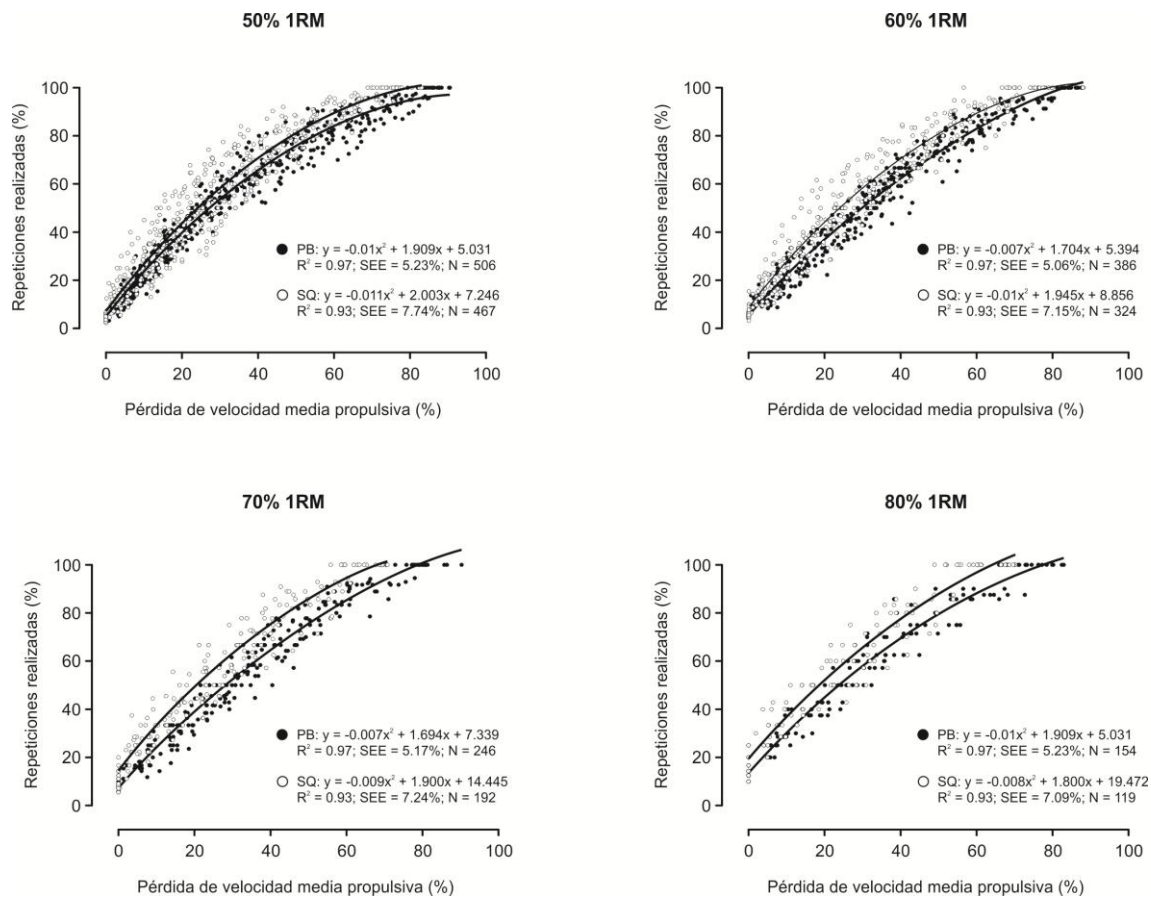 50% 1RM
Repeticiones realizadas (%)
100
80
60
40
20
0
PB: y = -0.01x² + 1.909x + 5.031
R² = 0.97; SEE = 5.23%; N = 506
SQ: y = -0.011x² + 2.003x + 7.246
R² = 0.93; SEE = 7.74%; N = 467
0 20 40 60 80 100
Pérdida de velocidad media propulsiva (%)
60% 1RM
Repeticiones realizadas (%)
100
80
60
40
20
0
PB: y = -0.007x² + 1.704x + 5.394
R² = 0.97; SEE = 5.06%; N = 386
SQ: y = -0.01x² + 1.945x + 8.856
R² = 0.93; SEE = 7.15%; N = 324
0 20 40 60 80 100
Pérdida de velocidad media propulsiva (%)
70% 1RM
Repeticiones realizadas (%)
100
80
60
40
20
0
PB: y = -0.007x² + 1.694x + 7.339
R² = 0.97; SEE = 5.17%; N = 246
SQ: y = -0.009x² + 1.900x + 14.445
R² = 0.93; SEE = 7.24%; N = 192
0 20 40 60 80 100
Pérdida de velocidad media propulsiva (%)
80% 1RM
Repeticiones realizadas (%)
100
80
60
40
20
0
PB: y = -0.01x² + 1.909x + 5.031
R² = 0.97; SEE = 5.23%; N = 154
SQ: y = -0.008x² + 1.800x + 19.472
R² = 0.93; SEE = 7.09%; N = 119
0 20 40 60 80 100
Pérdida de velocidad media propulsiva (%)